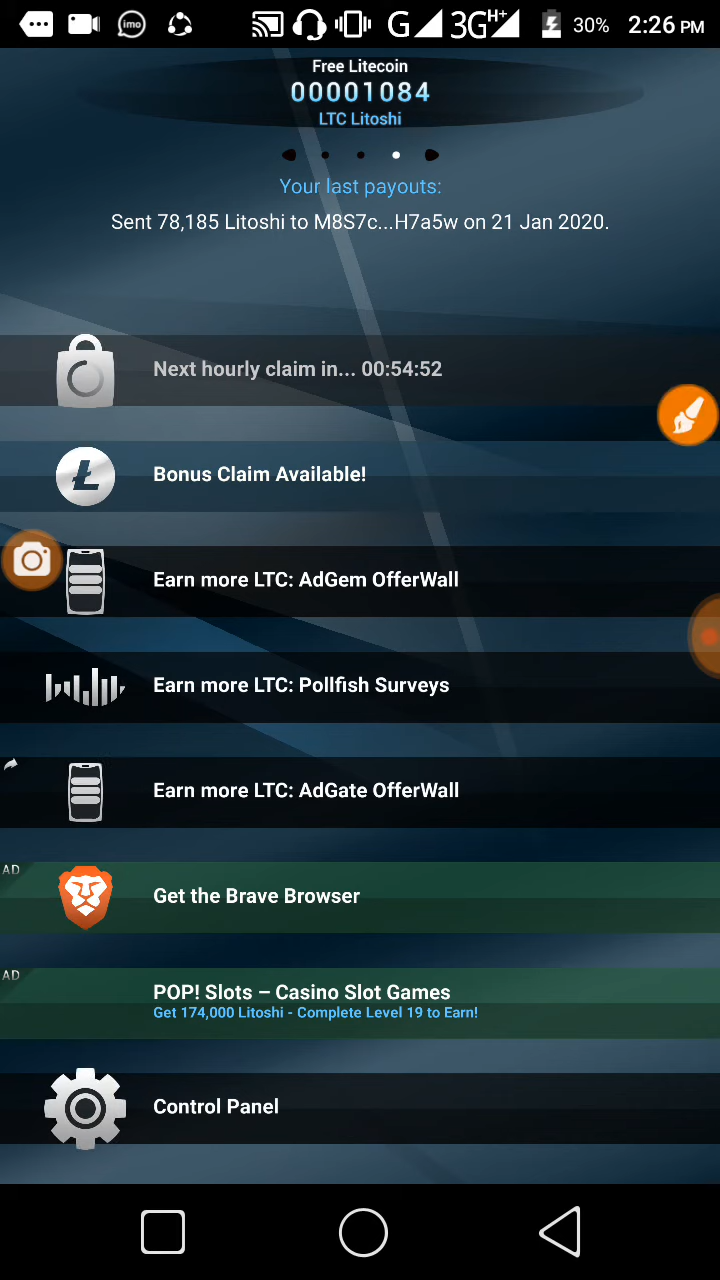 imo
G
3G
H+
30%
2:26 PM
Free Litecoin
00001084
LTC Litoshi
Your last payouts:
Sent 78,185 Litoshi to M8S7c...H7a5w on 21 Jan 2020.
Next hourly claim in... 00:54:52
Ł
Bonus Claim Available!
Earn more LTC: AdGem OfferWall
Earn more LTC: Pollfish Surveys
Earn more LTC: AdGate OfferWall
AD
Get the Brave Browser
AD
POP! Slots – Casino Slot Games
Get 174,000 Litoshi - Complete Level 19 to Earn!
Control Panel